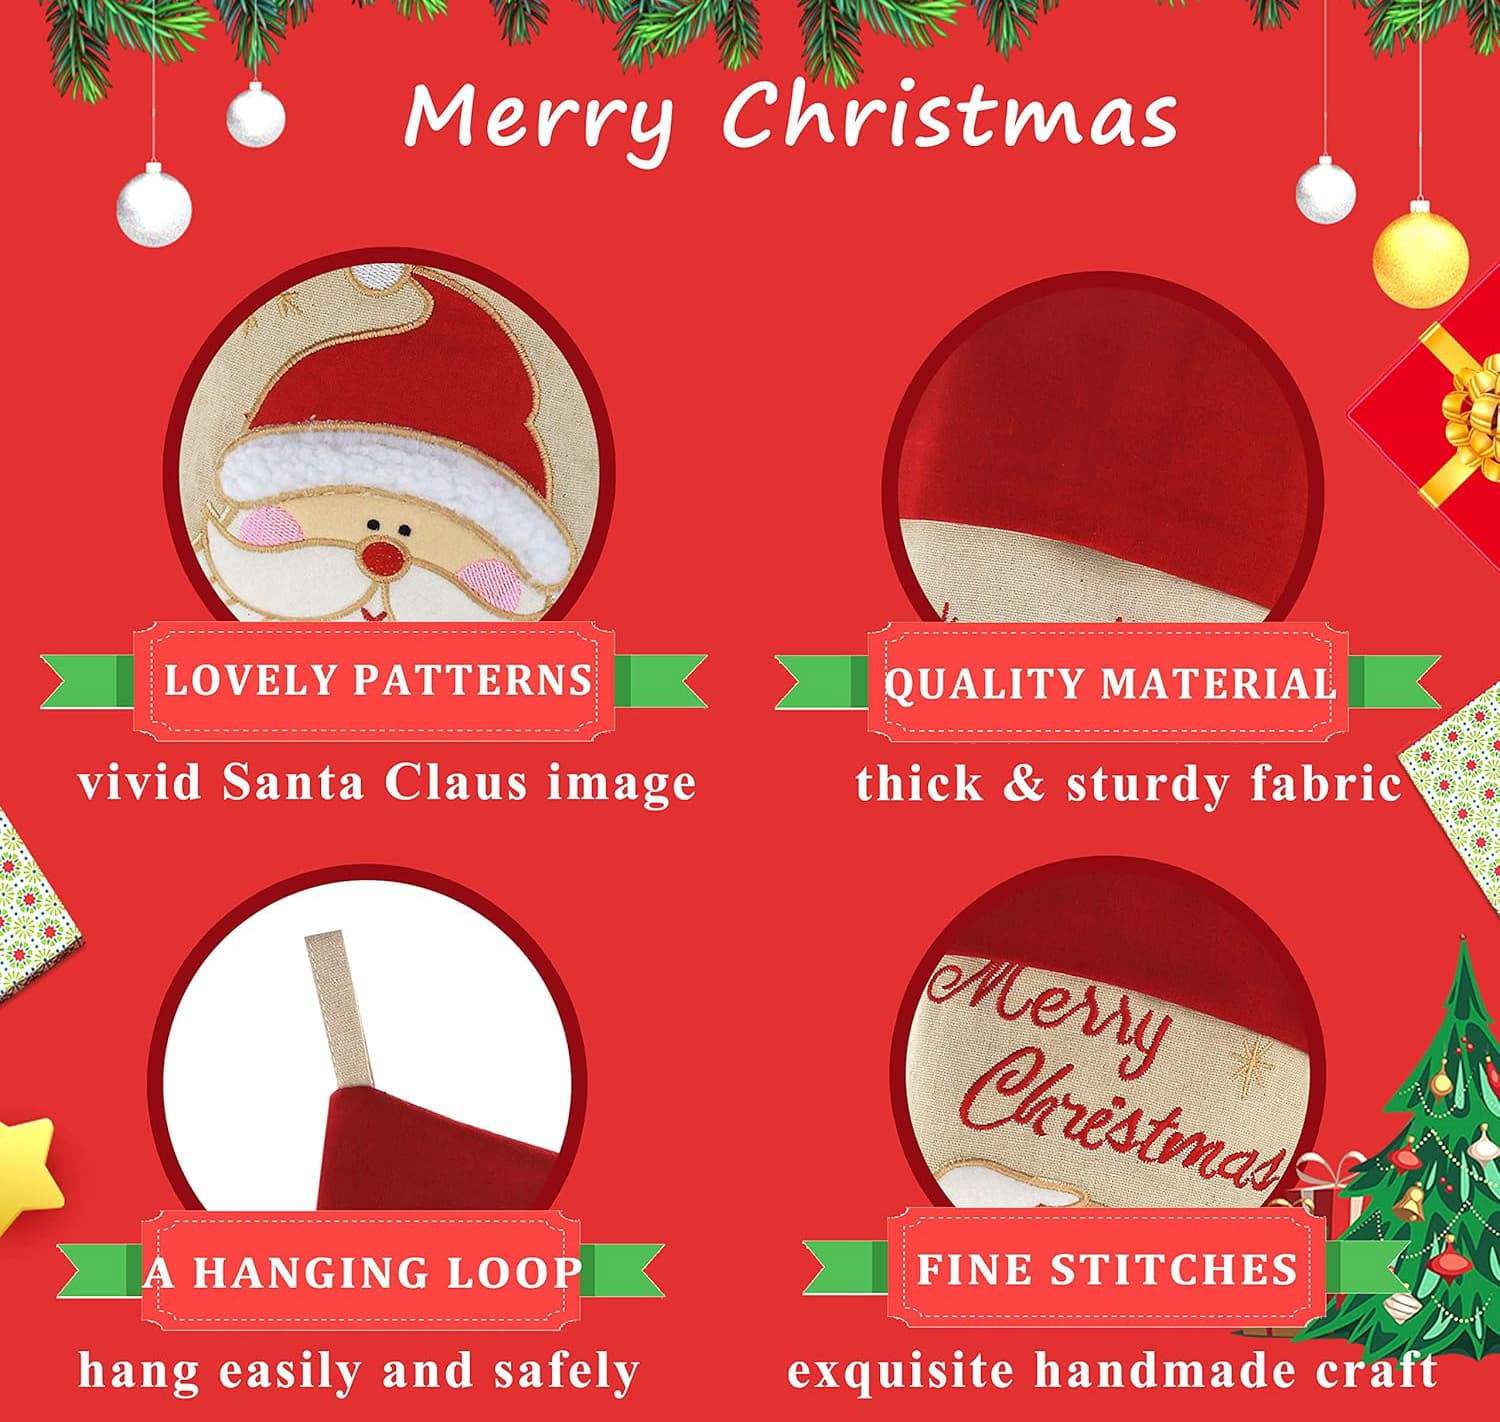 Merry Christmas
LOVELY PATTERNS
vivid Santa Claus image
QUALITY MATERIAL
thick & sturdy fabric
A HANGING LOOP
hang easily and safely
Merry
Christmas
FINE STITCHES
exquisite handmade craft